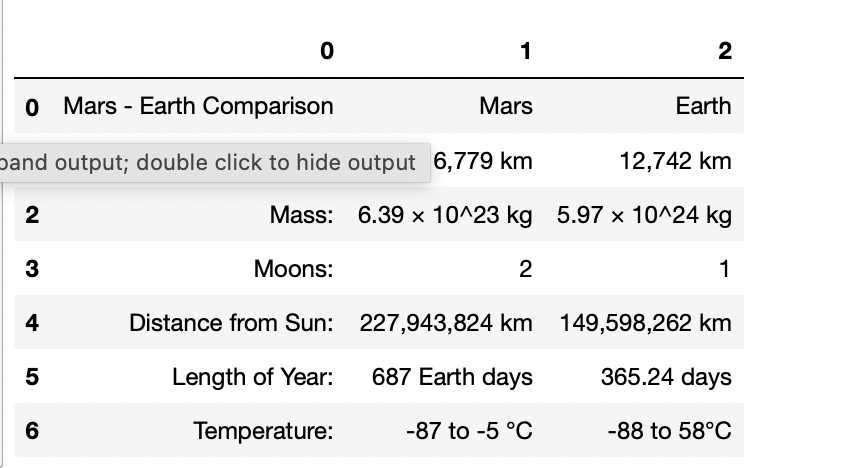 0 1 2
0 Mars - Earth Comparison Mars Earth
and output; double click to hide output 6,779 km 12,742 km
2 Mass: 6.39 × 10^23 kg 5.97 × 10^24 kg
3 Moons: 2 1
4 Distance from Sun: 227,943,824 km 149,598,262 km
5 Length of Year: 687 Earth days 365.24 days
6 Temperature: -87 to -5 °C -88 to 58°C